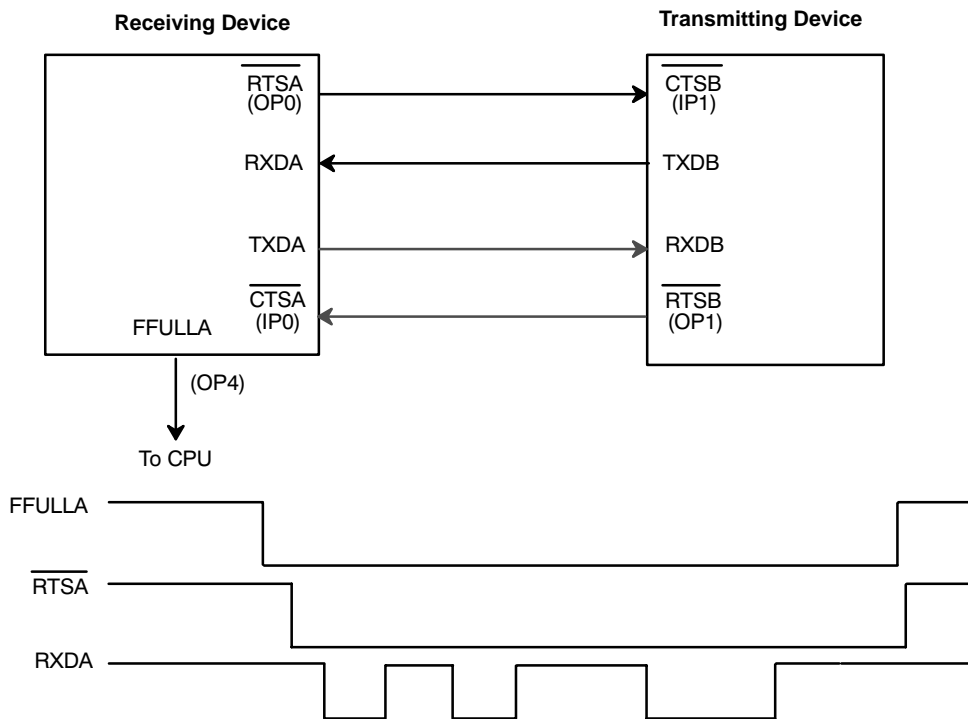 Receiving Device
Transmitting Device
RTSA
(OP0)
CTSB
(IP1)
RXDA
TXDB
TXDA
RXDB
CTSA
(IP0)
RTSB
(OP1)
FFULLA
(OP4)
To CPU
FFULLA
RTSA
RXDA